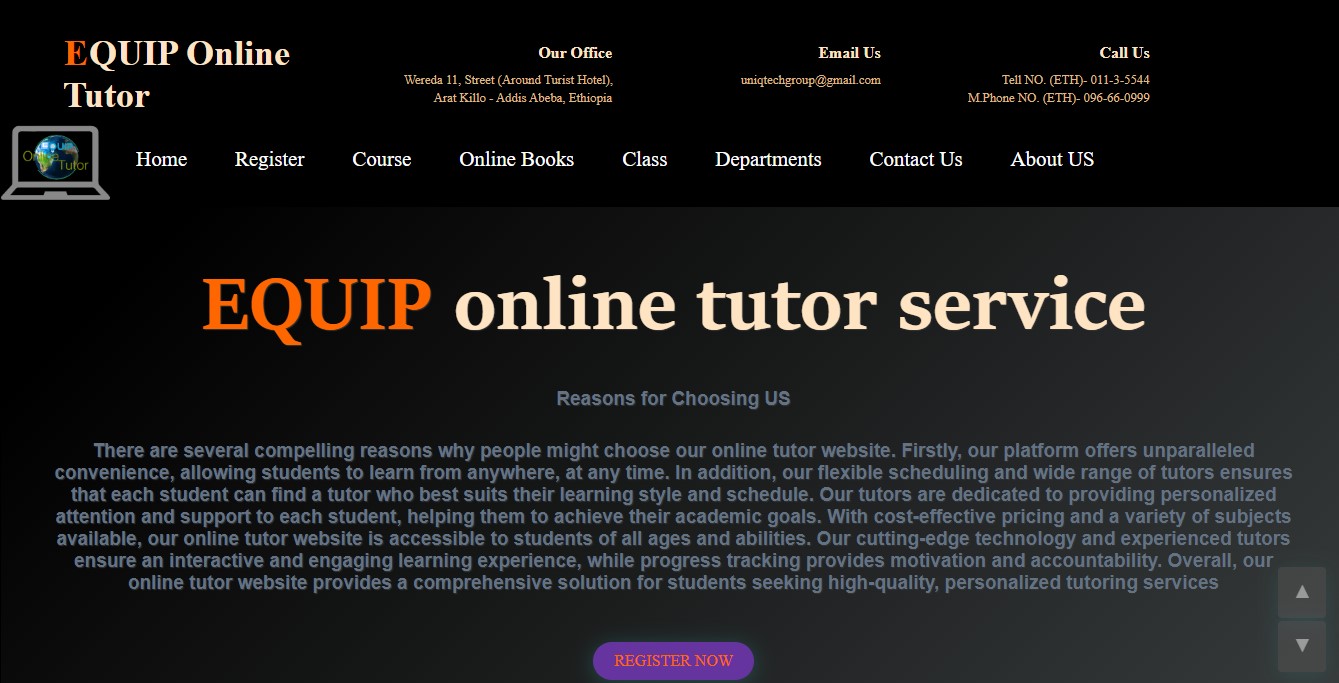 EQUIP Online
Tutor
Our Office
Wereda 11, Street (Around Turist Hotel),
Arat Killo - Addis Abeba, Ethiopia
Email Us
uniqtechgroup@gmail.com
Call Us
Tell NO. (ETH)- 011-3-5544
M.Phone NO. (ETH)- 096-66-0999
Online Tutor
Home
Register
Course
Online Books
Class
Departments
Contact Us
About US
EQUIP online tutor service
Reasons for Choosing US
There are several compelling reasons why people might choose our online tutor website. Firstly, our platform offers unparalleled
convenience, allowing students to learn from anywhere, at any time. In addition, our flexible scheduling and wide range of tutors ensures
that each student can find a tutor who best suits their learning style and schedule. Our tutors are dedicated to providing personalized
attention and support to each student, helping them to achieve their academic goals. With cost-effective pricing and a variety of subjects
available, our online tutor website is accessible to students of all ages and abilities. Our cutting-edge technology and experienced tutors
ensure an interactive and engaging learning experience, while progress tracking provides motivation and accountability. Overall, our
online tutor website provides a comprehensive solution for students seeking high-quality, personalized tutoring services
REGISTER NOW
▲
▼